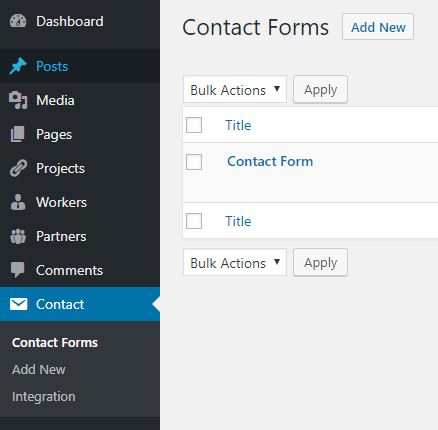 Dashboard
Posts
Media
Pages
Projects
Workers
Partners
Comments
Contact
Contact Forms
Add New
Integration
Contact Forms Add New
Bulk Actions Apply
Title
Contact Form
Title
Bulk Actions Apply